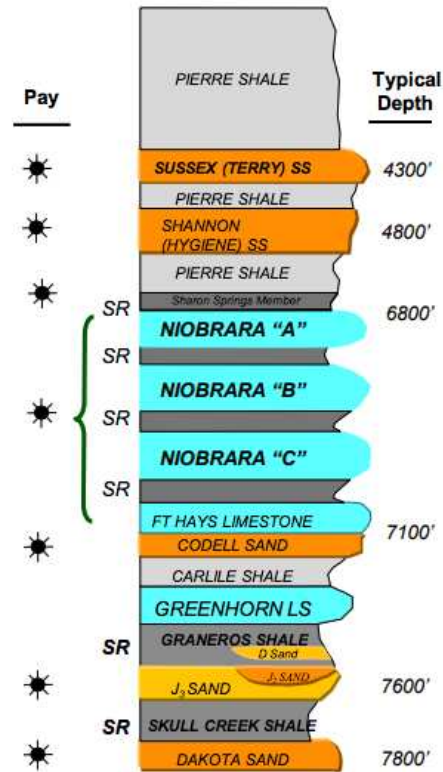 Pay
Typical
Depth
PIERRE SHALE
SUSSEX (TERRY) SS
4300'
PIERRE SHALE
SHANNON
(HYGIENE) SS
4800'
PIERRE SHALE
Sharon Springs Member
SR
6800'
NIOBRARA "A"
SR
NIOBRARA "B"
SR
NIOBRARA "C"
SR
FT HAYS LIMESTONE
7100'
CODELL SAND
CARLILE SHALE
GREENHORN LS
GRANEROS SHALE
SR
D Sand
J₂ SAND
J₃ SAND
7600'
SR
SKULL CREEK SHALE
DAKOTA SAND
7800'